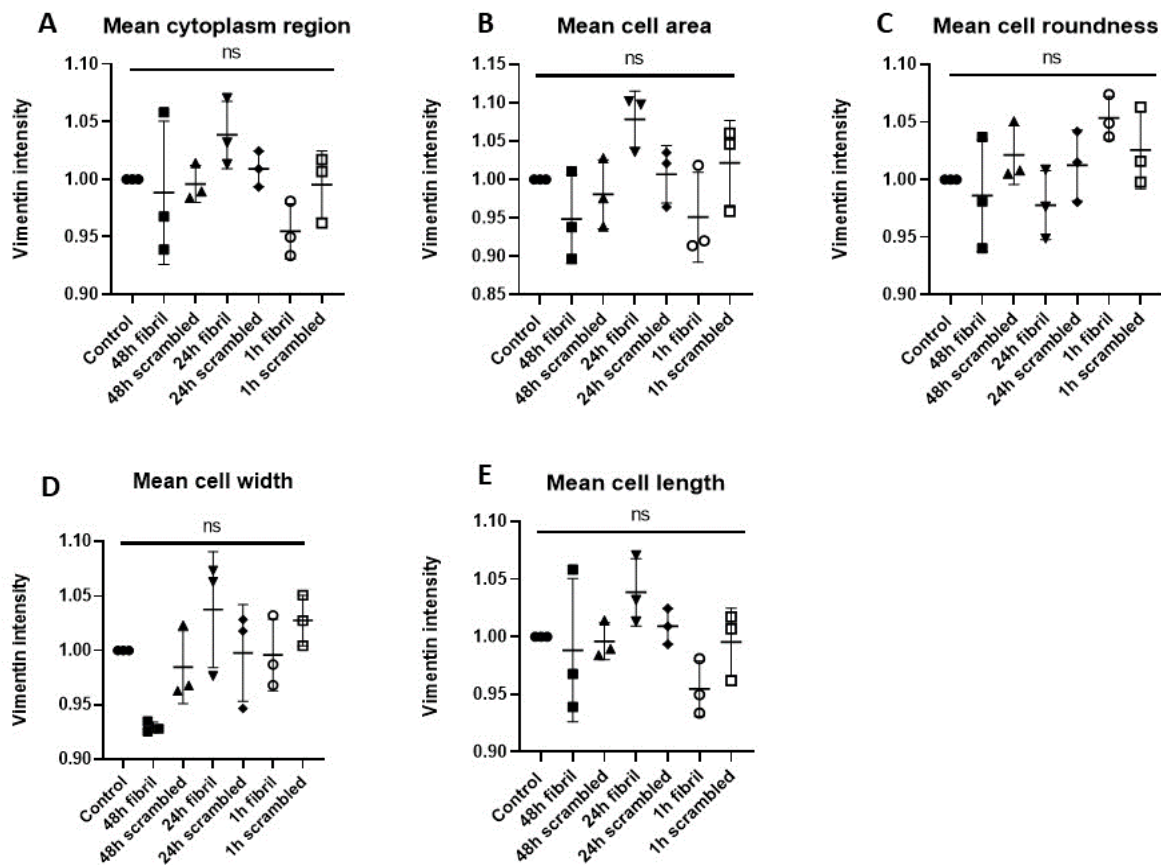 A
Mean cytoplasm region
ns
Vimentin intensity
1.10
1.05
1.00
0.95
0.90
Control
48h fibril
48h scrambled
24h fibril
24h scrambled
1h fibril
1h scrambled
B
Mean cell area
ns
Vimentin intensity
1.15
1.10
1.05
1.00
0.95
0.90
0.85
Control
48h fibril
48h scrambled
24h fibril
24h scrambled
1h fibril
1h scrambled
C
Mean cell roundness
ns
Vimentin intensity
1.10
1.05
1.00
0.95
0.90
Control
48h fibril
48h scrambled
24h fibril
24h scrambled
1h fibril
1h scrambled
D
Mean cell width
ns
Vimentin intensity
1.10
1.05
1.00
0.95
0.90
Control
48h fibril
48h scrambled
24h fibril
24h scrambled
1h fibril
1h scrambled
E
Mean cell length
ns
Vimentin intensity
1.10
1.05
1.00
0.95
0.90
Control
48h fibril
48h scrambled
24h fibril
24h scrambled
1h fibril
1h scrambled